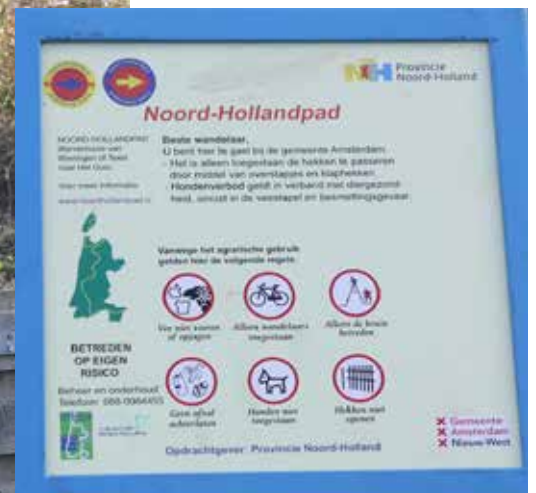 Provincie
Noord-Holland
Noord-Hollandpad
NOORD-HOLLANDPAD
Wandelroute van
naar Het Gooi.
Voor meer informatie:
www.noordhollandpad.nl
Beste wandelaar,
U bent hier te gast bij de gemeente Amsterdam.
- Het is alleen toegestaan de hekken te passeren
door middel van overstapjes en klaphekken.
- Hondenverbod geldt in verband met diergezond-
heid, onrust in de veestapel en besmettingsgevaar.
Vanwege het agrarische gebruik
gelden hier de volgende regels:
Vee niet voeren
of opjagen
Alleen wandelaars
toegestaan
Alleen de
betreden
Geen afval
achterlaten
Honden niet
toegestaan
Hekken niet
openen
BETREDEN
OP EIGEN
RISICO
Beheer en onderhoud
Telefoon: 088-0064455
Opdrachtgever: Provincie Noord-Holland
Gemeente
Amsterdam
Nieuw-West